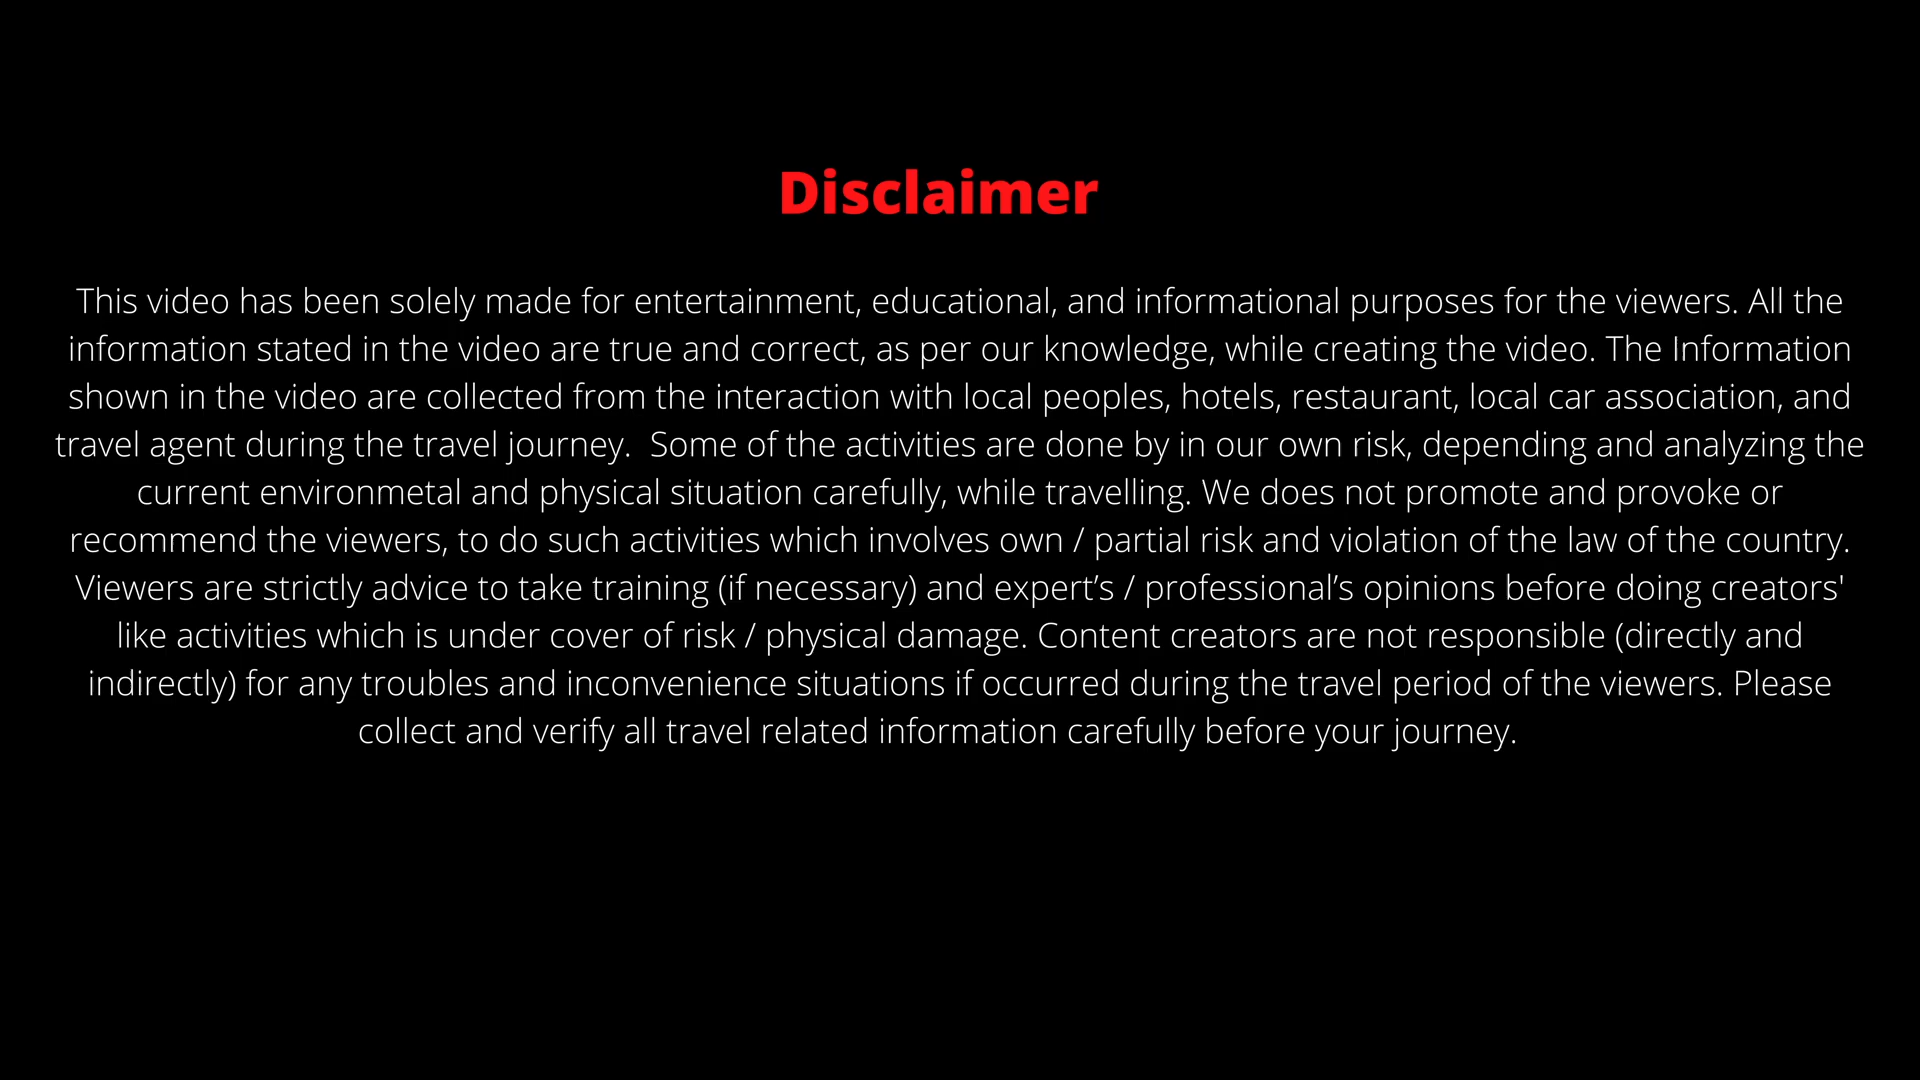 Disclaimer
This video has been solely made for entertainment, educational, and informational purposes for the viewers. All the
information stated in the video are true and correct, as per our knowledge, while creating the video. The Information
shown in the video are collected from the interaction with local peoples, hotels, restaurant, local car association, and
travel agent during the travel journey.  Some of the activities are done by in our own risk, depending and analyzing the
current environmetal and physical situation carefully, while travelling. We does not promote and provoke or
recommend the viewers, to do such activities which involves own / partial risk and violation of the law of the country.
Viewers are strictly advice to take training (if necessary) and expert’s / professional’s opinions before doing creators'
like activities which is under cover of risk / physical damage. Content creators are not responsible (directly and
indirectly) for any troubles and inconvenience situations if occurred during the travel period of the viewers. Please
collect and verify all travel related information carefully before your journey.